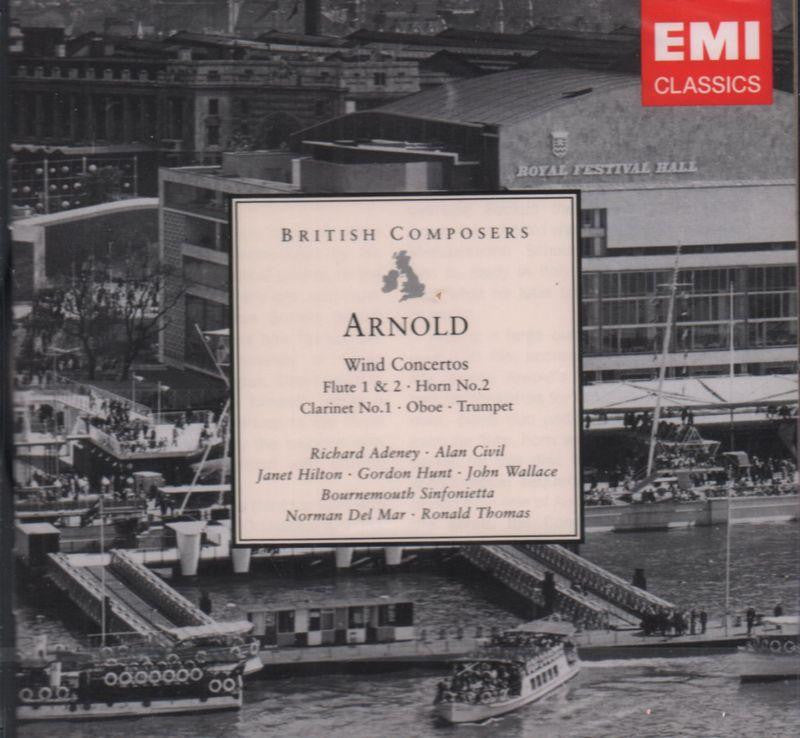 EMI
CLASSICS
ROYAL FESTIVAL HALL
BRITISH COMPOSERS
ARNOLD
Wind Concertos
Flute 1 & 2 · Horn No.2
Clarinet No.1 · Oboe · Trumpet
Richard Adeney · Alan Civil
Janet Hilton · Gordon Hunt · John Wallace
Bournemouth Sinfonietta
Norman Del Mar · Ronald Thomas